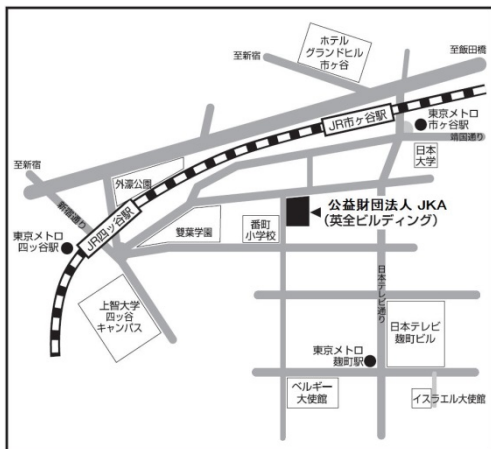 ホテル
グランドヒル
市ヶ谷
至新宿
至飯田橋
JR市ヶ谷駅
東京メトロ
市ヶ谷駅
靖国通り
日本
大学
至新宿
外濠公園
新宿通り
JR四ッ谷駅
東京メトロ
四ッ谷駅
雙葉学園
番町
小学校
公益財団法人 JKA
(英全ビルディング)
上智大学
四ッ谷
キャンパス
日本テレビ通り
日本テレビ
麹町ビル
東京メトロ
麹町駅
ベルギー
大使館
イスラエル大使館